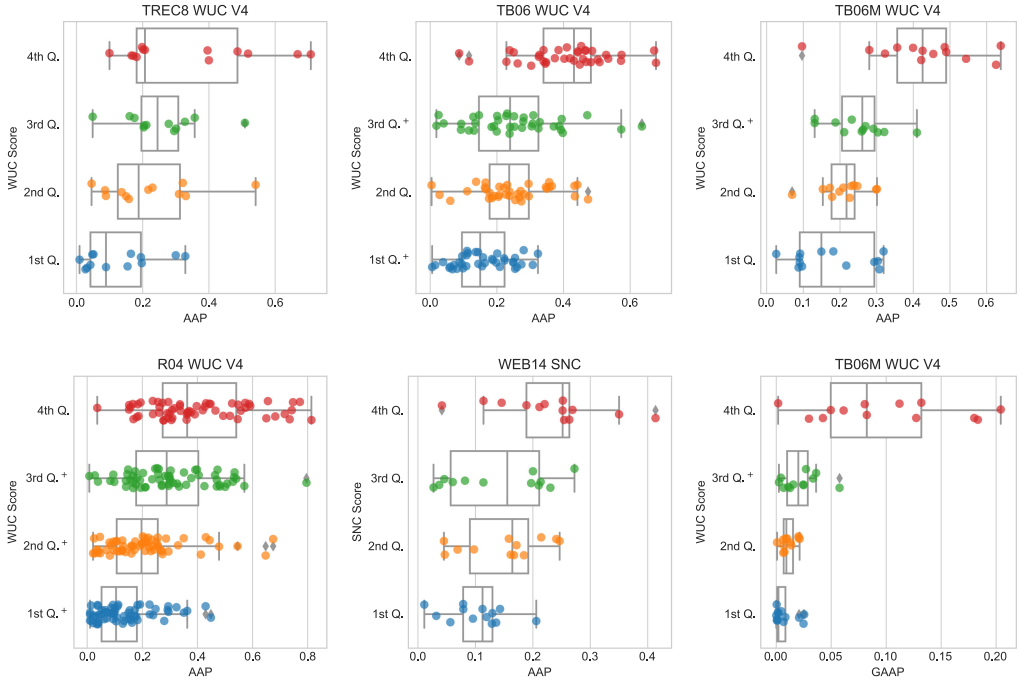 TREC8 WUC V4
WUC Score
4th Q.
3rd Q.
2nd Q.
1st Q.
0.0 0.2 0.4 0.6
AAP
TB06 WUC V4
WUC Score
4th Q.
3rd Q. +
2nd Q.
1st Q. +
0.0 0.2 0.4 0.6
AAP
TB06M WUC V4
WUC Score
4th Q.
3rd Q. +
2nd Q.
1st Q.
0.0 0.1 0.2 0.3 0.4 0.5 0.6
AAP
R04 WUC V4
WUC Score
4th Q.
3rd Q. +
2nd Q. +
1st Q. +
0.0 0.2 0.4 0.6 0.8
AAP
WEB14 SNC
SNC Score
4th Q.
3rd Q.
2nd Q.
1st Q.
0.0 0.1 0.2 0.3 0.4
AAP
TB06M WUC V4
WUC Score
4th Q.
3rd Q. +
2nd Q.
1st Q.
0.00 0.05 0.10 0.15 0.20
GAAP